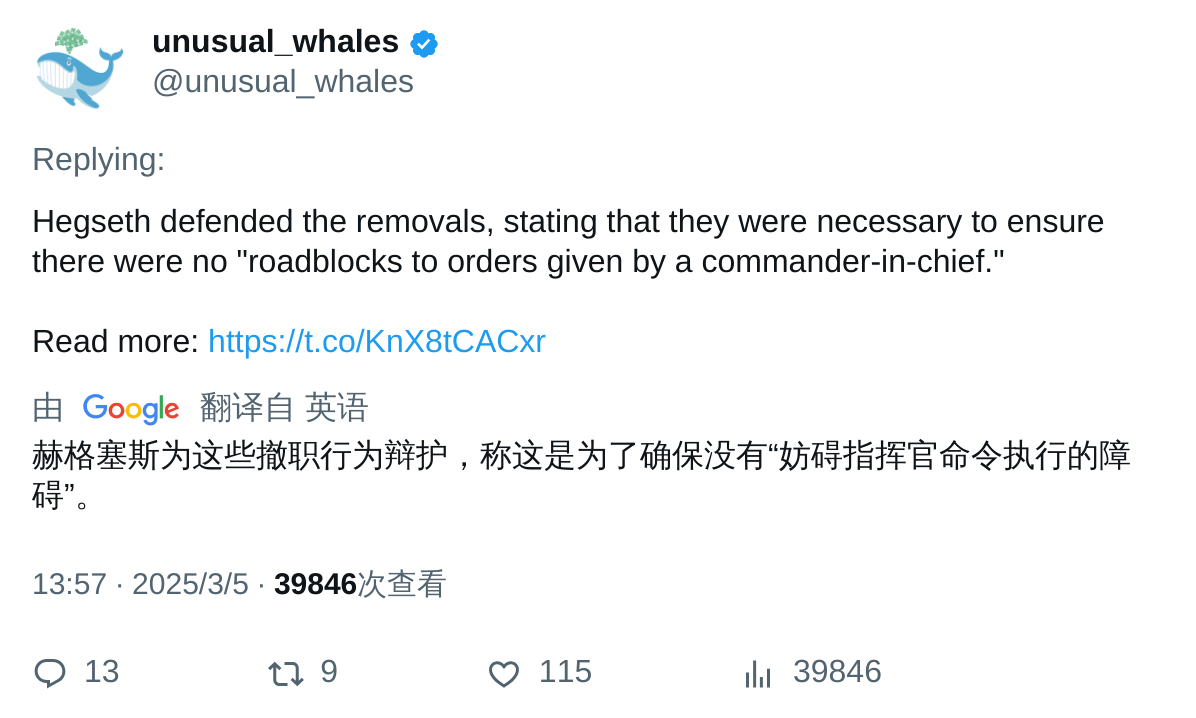 unusual_whales
@unusual_whales
Replying:
Hegseth defended the removals, stating that they were necessary to ensure
there were no "roadblocks to orders given by a commander-in-chief."
Read more: https://t.co/KnX8tCACxr
由 Google 翻译自 英语
赫格塞斯为这些撤职行为辩护，称这是为了确保没有“妨碍指挥官命令执行的障
碍”。
13:57 · 2025/3/5 · 39846次查看
13 9 115 39846